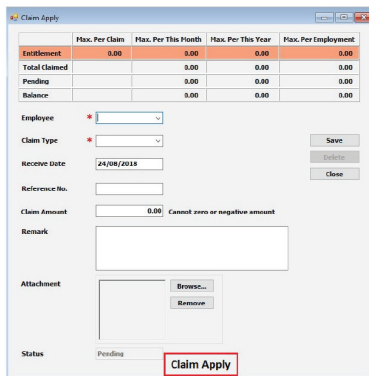 Claim Apply
Max. Per Claim Max. Per This Month Max. Per This Year Max. Per Employment
Entitlement 0.00 0.00 0.00 0.00
Total Claimed 0.00 0.00 0.00
Pending 0.00 0.00 0.00
Balance 0.00 0.00 0.00
Employee *
Claim Type * Save
Delete
Receive Date 24/08/2018
Close
Reference No.
Claim Amount 0.00 Cannot zero or negative amount
Remark
Attachment Browse...
Remove
Status Pending
Claim Apply